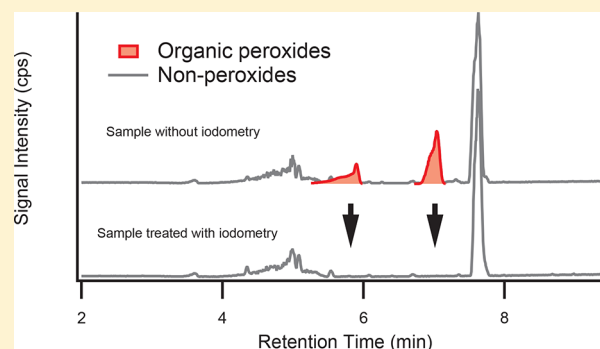 Organic peroxides
Non-peroxides
Signal Intensity (cps)
Sample without iodometry
Sample treated with iodometry
2 4 6 8
Retention Time (min)